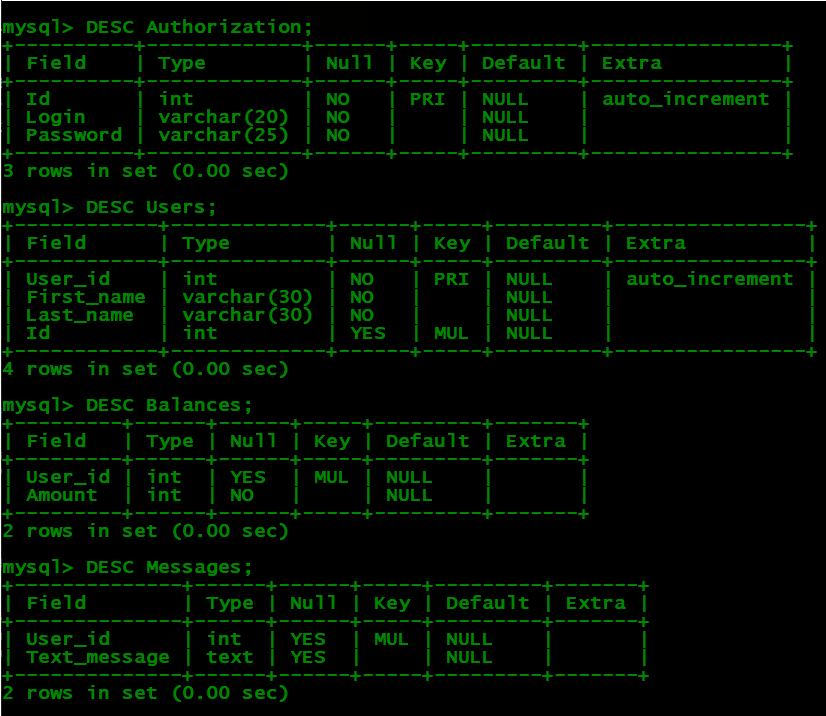 mysql> DESC Authorization;
+----------+-------------+------+-----+---------+----------------+
| Field    | Type        | Null | Key | Default | Extra          |
+----------+-------------+------+-----+---------+----------------+
| Id       | int         | NO   | PRI | NULL    | auto_increment |
| Login    | varchar(20) | NO   |     | NULL    |                |
| Password | varchar(25) | NO   |     | NULL    |                |
+----------+-------------+------+-----+---------+----------------+
3 rows in set (0.00 sec)
mysql> DESC Users;
+------------+-------------+------+-----+---------+----------------+
| Field      | Type        | Null | Key | Default | Extra          |
+------------+-------------+------+-----+---------+----------------+
| User_id    | int         | NO   | PRI | NULL    | auto_increment |
| First_name | varchar(30) | NO   |     | NULL    |                |
| Last_name  | varchar(30) | NO   |     | NULL    |                |
| Id         | int         | YES  | MUL | NULL    |                |
+------------+-------------+------+-----+---------+----------------+
4 rows in set (0.00 sec)
mysql> DESC Balances;
+---------+------+------+-----+---------+-------+
| Field   | Type | Null | Key | Default | Extra |
+---------+------+------+-----+---------+-------+
| User_id | int  | YES  | MUL | NULL    |       |
| Amount  | int  | NO   |     | NULL    |       |
+---------+------+------+-----+---------+-------+
2 rows in set (0.00 sec)
mysql> DESC Messages;
+--------------+------+------+-----+---------+-------+
| Field        | Type | Null | Key | Default | Extra |
+--------------+------+------+-----+---------+-------+
| User_id      | int  | YES  | MUL | NULL    |       |
| Text_message | text | YES  |     | NULL    |       |
+--------------+------+------+-----+---------+-------+
2 rows in set (0.00 sec)